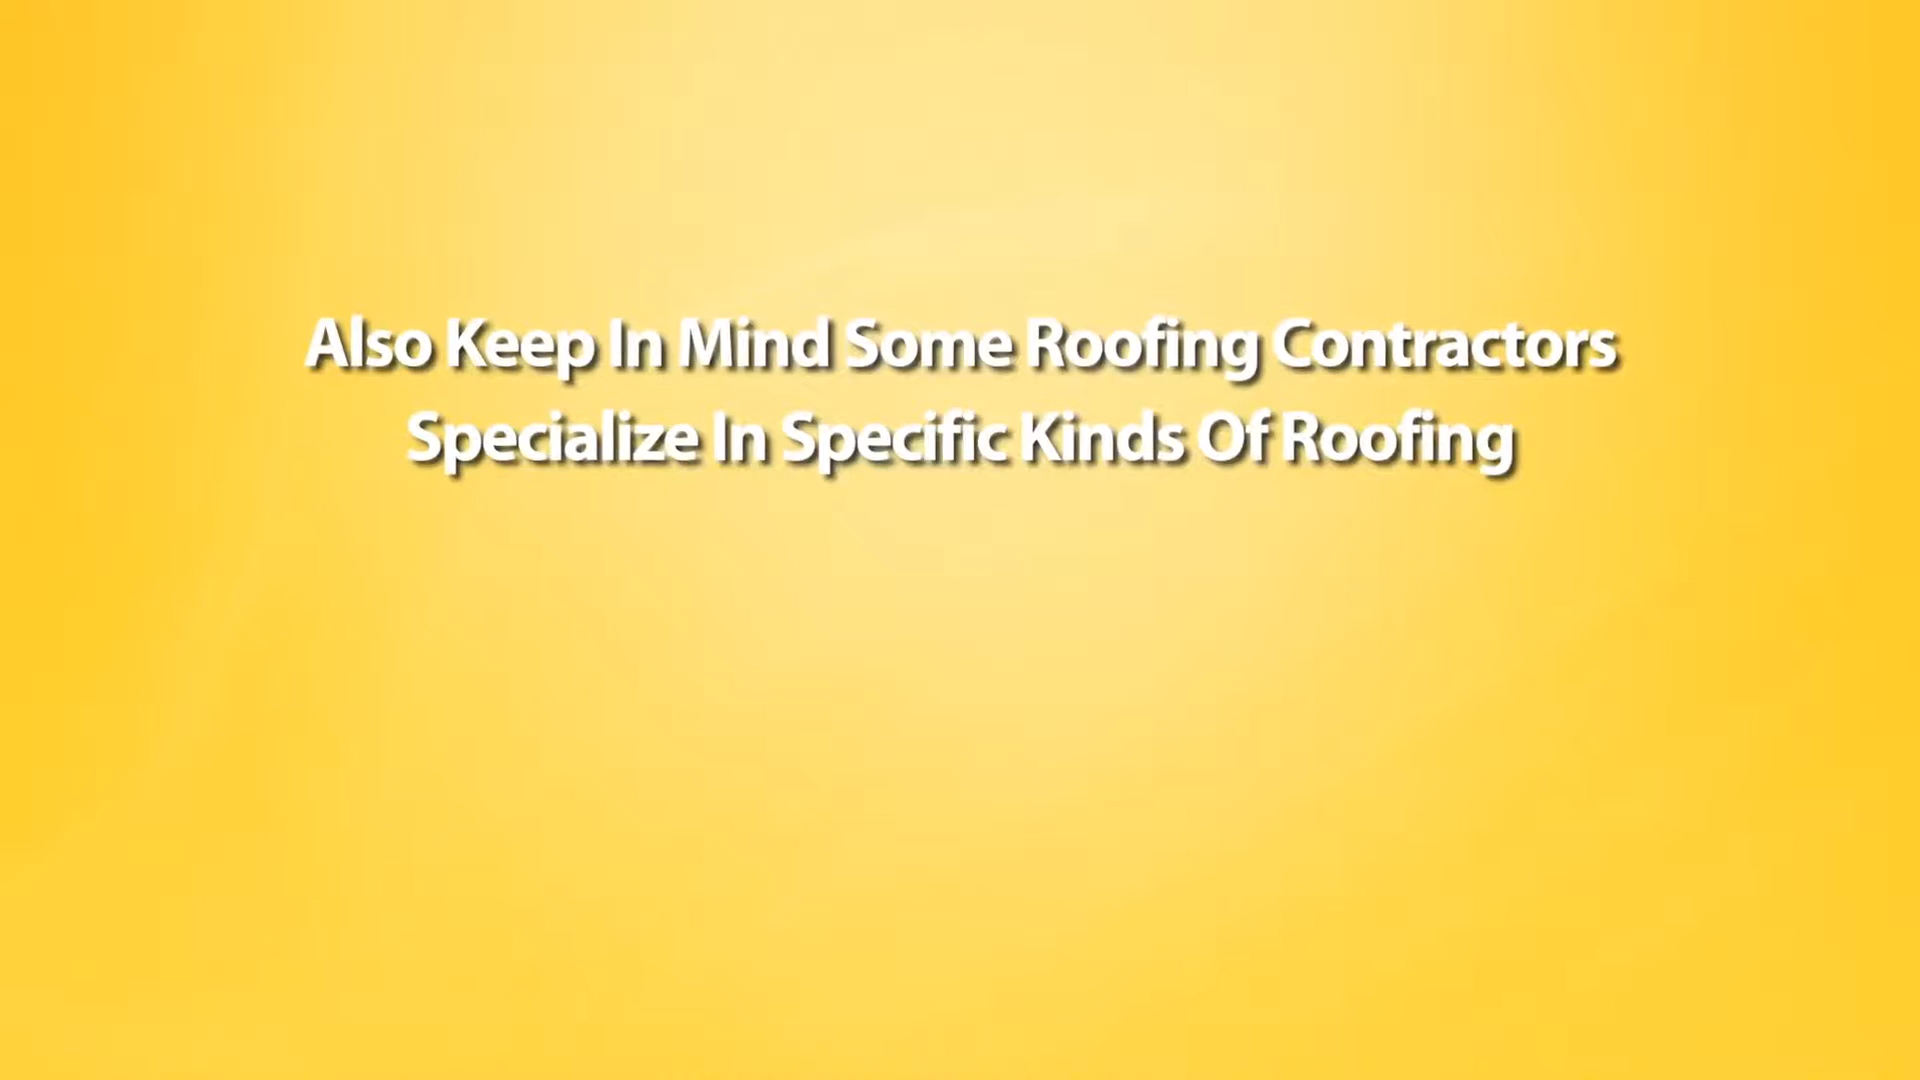 Also Keep In Mind Some Roofing Contractors
Specialize In Specific Kinds Of Roofing